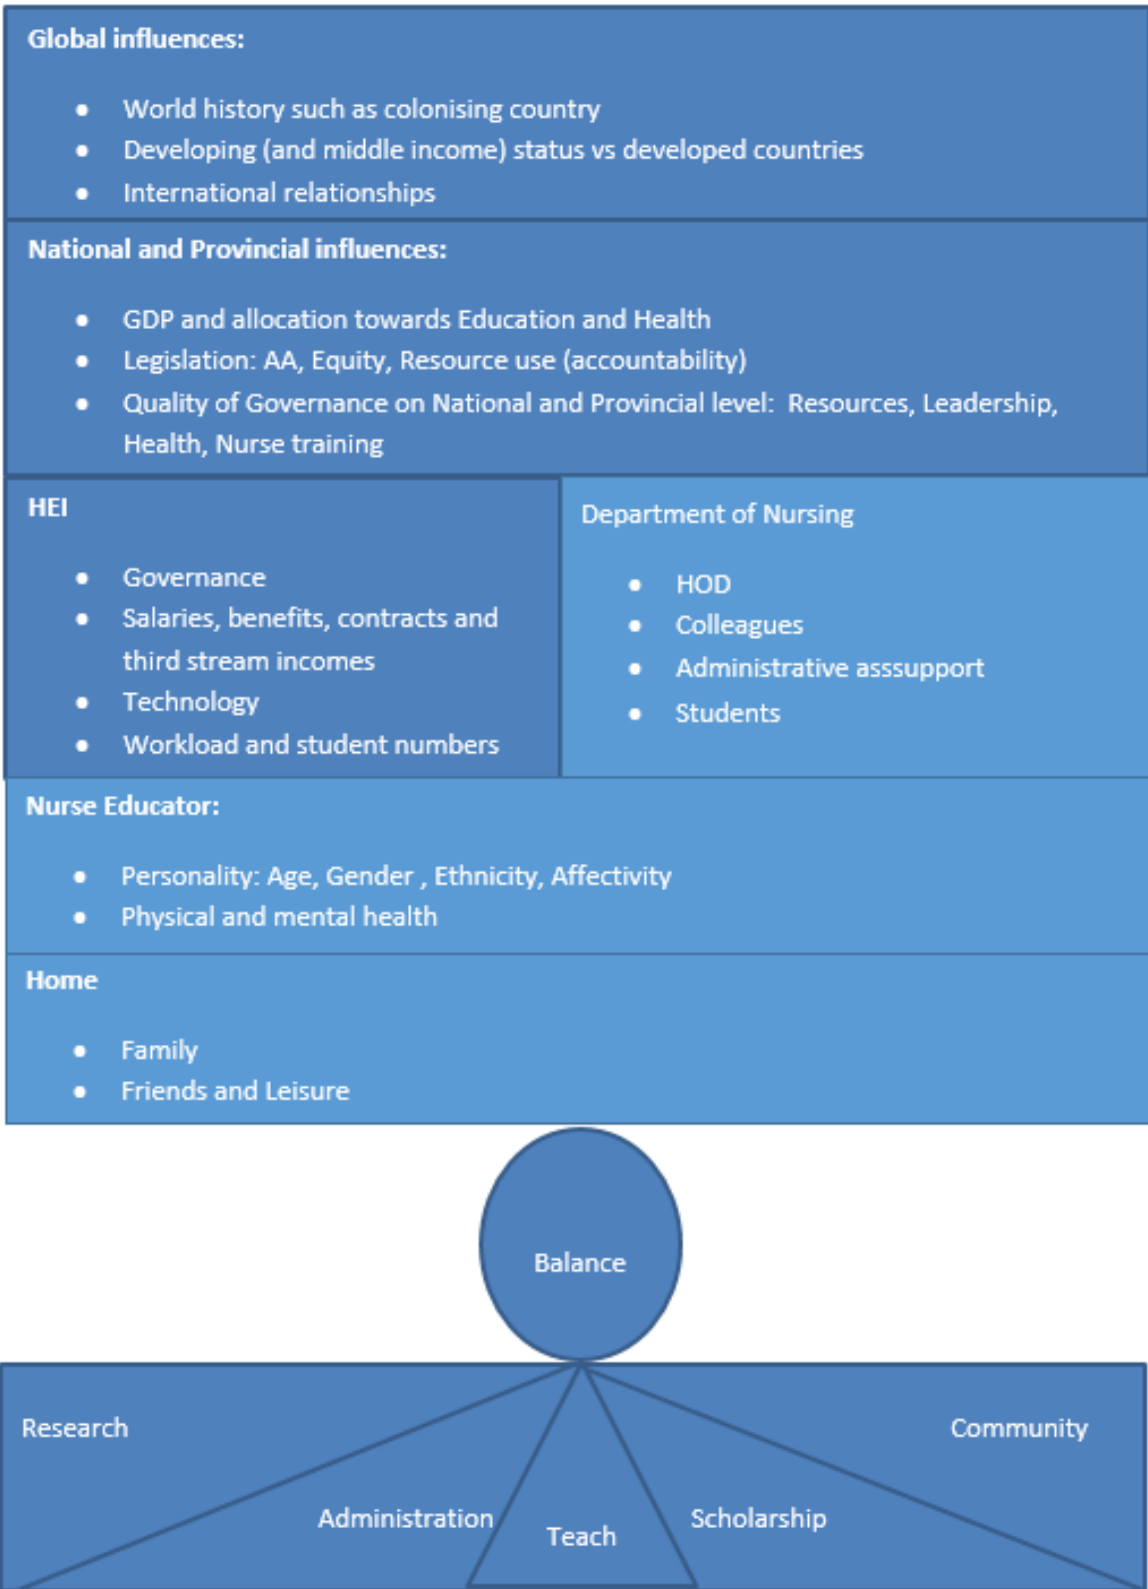 Global influences:
• World history such as colonising country
• Developing (and middle income) status vs developed countries
• International relationships
National and Provincial influences:
• GDP and allocation towards Education and Health
• Legislation: AA, Equity, Resource use (accountability)
• Quality of Governance on National and Provincial level: Resources, Leadership,
Health, Nurse training
HEI
• Governance
• Salaries, benefits, contracts and
third stream incomes
• Technology
• Workload and student numbers
Department of Nursing
• HOD
• Colleagues
• Administrative asssupport
• Students
Nurse Educator:
• Personality: Age, Gender , Ethnicity, Affectivity
• Physical and mental health
Home
• Family
• Friends and Leisure
Balance
Research
Community
Administration
Teach
Scholarship